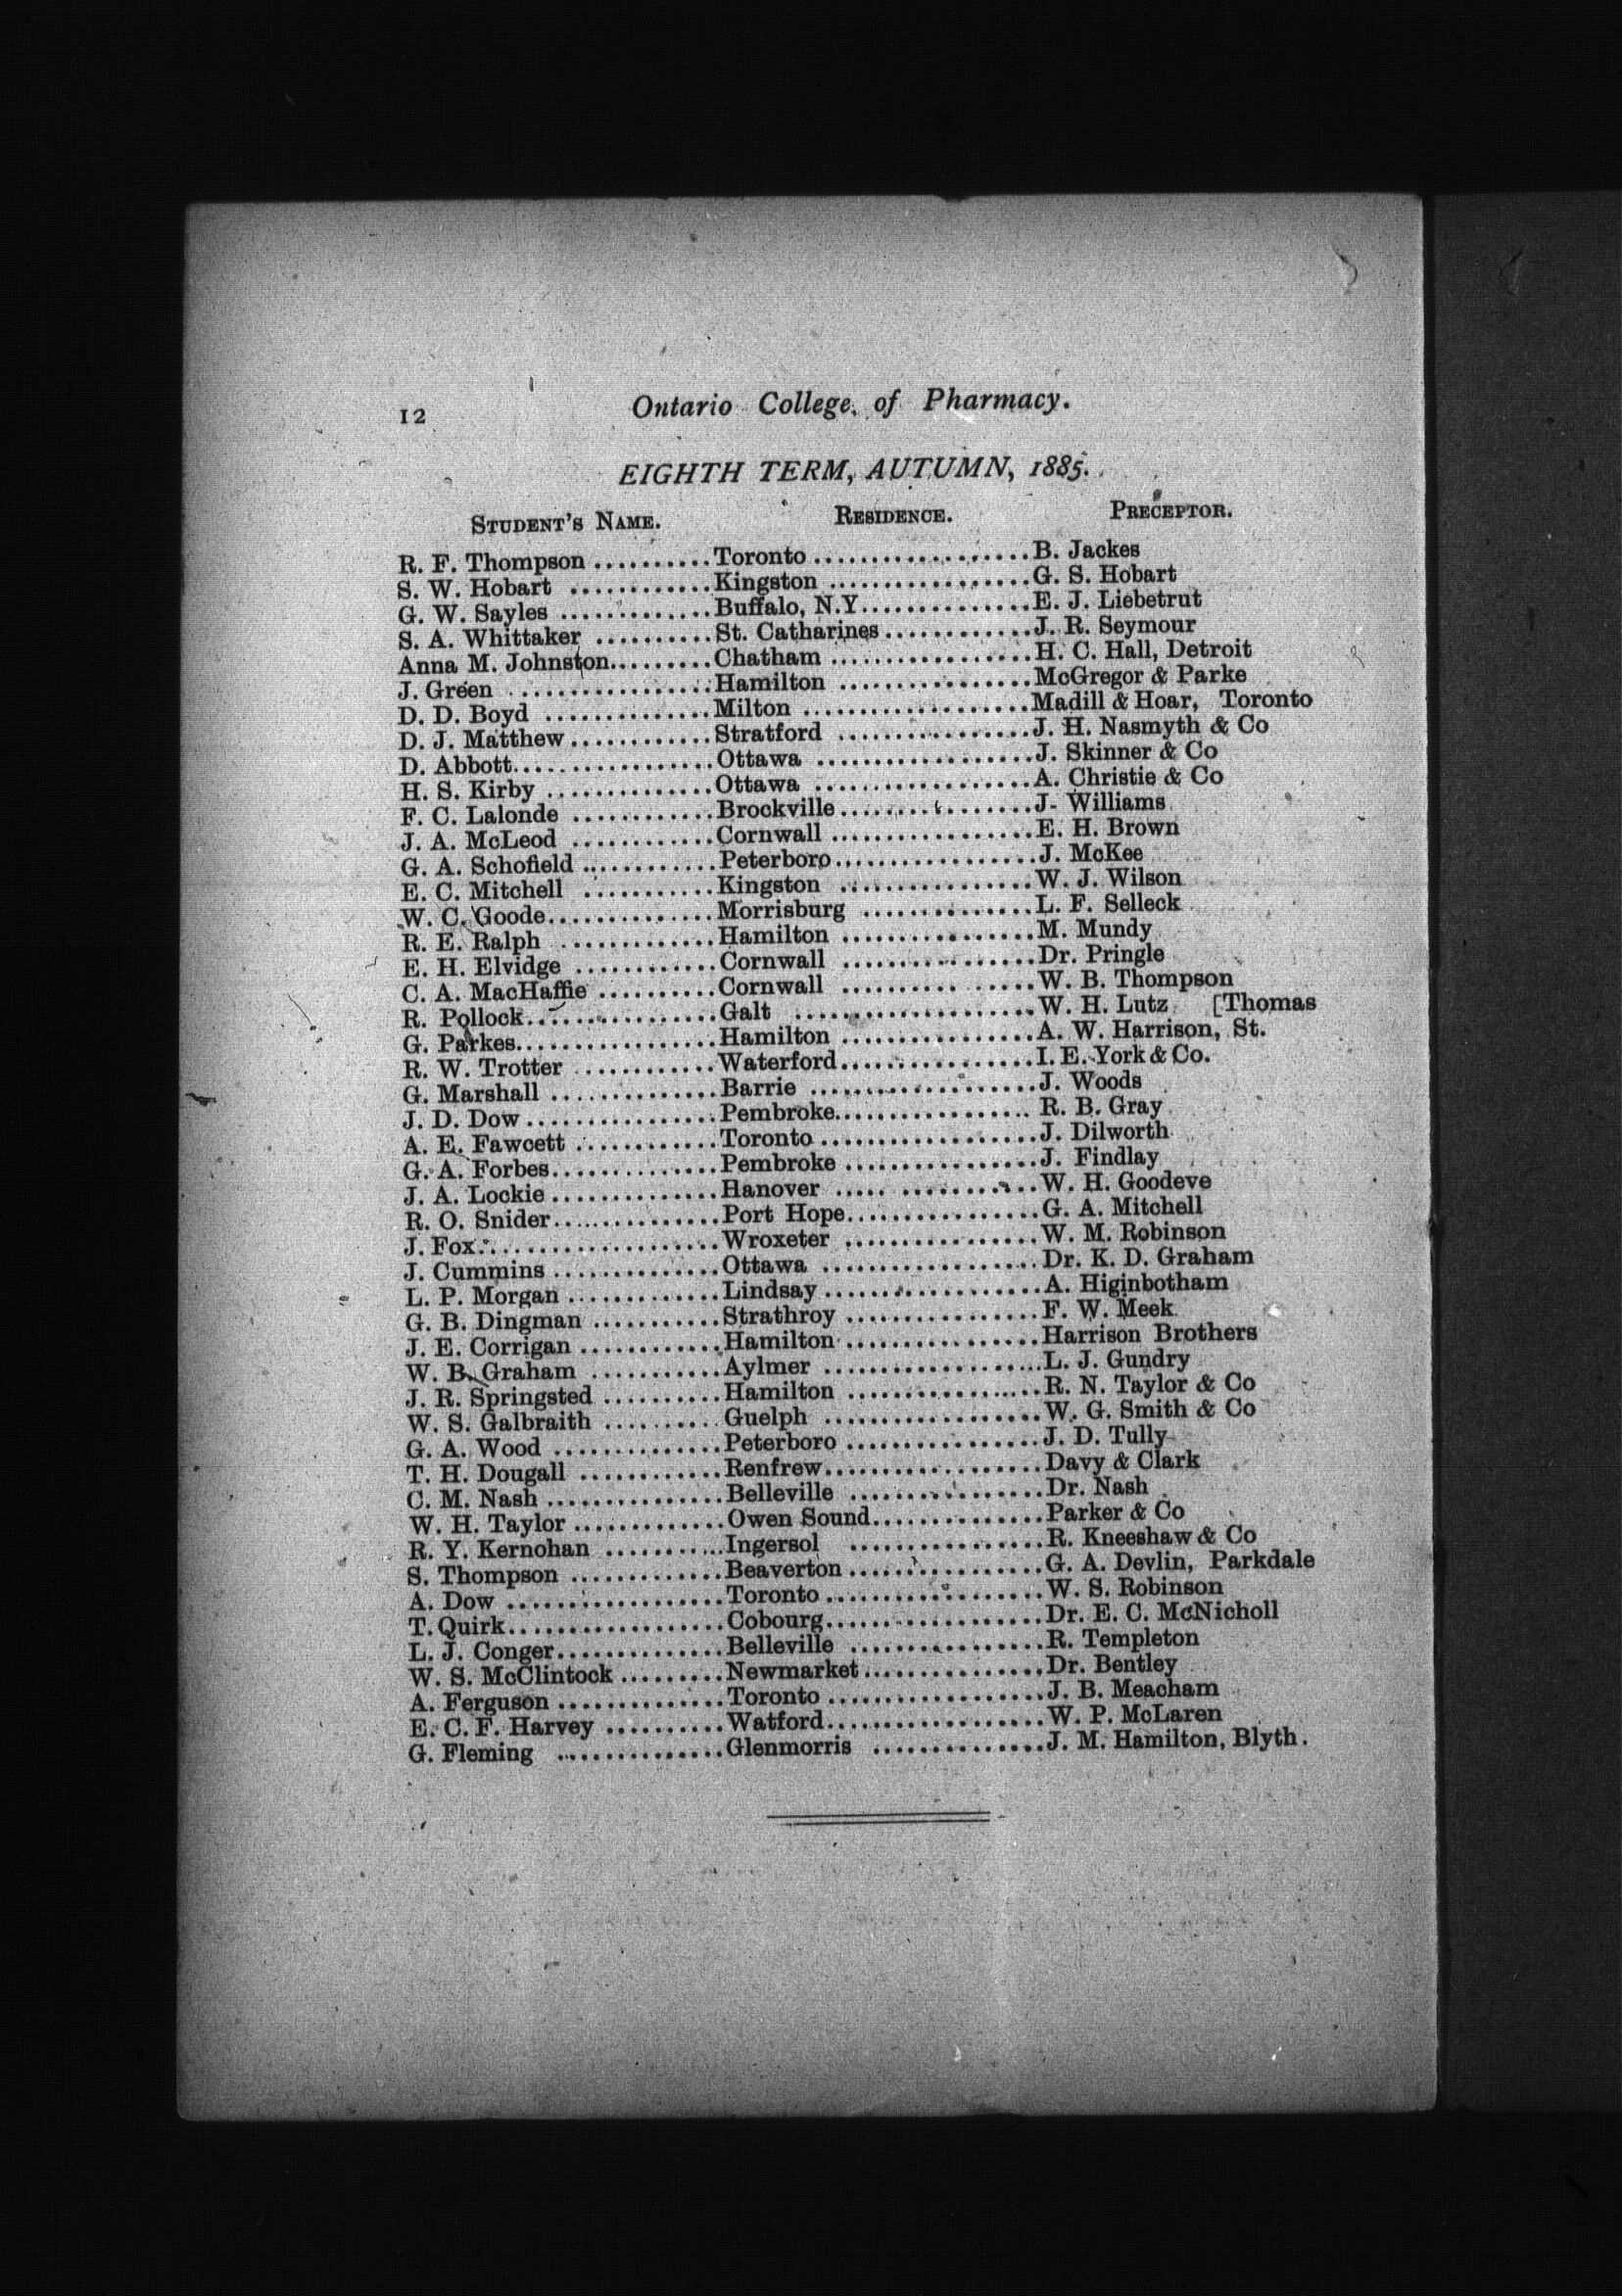 12 Ontario College of Pharmacy.
EIGHTH TERM, AUTUMN, 1885.
STUDENT'S NAME. RESIDENCE. PRECEPTOR.
R. F. Thompson ..........Toronto ...................B. Jackes
S. W. Hobart ............Kingston ..................G. S. Hobart
G. W. Sayles .............Buffalo, N.Y...............E. J. Liebetrut
S. A. Whittaker ..........St. Catharines.............J. R. Seymour
Anna M. Johnston.........Chatham ..................H. C. Hall, Detroit
J. Green ..................Hamilton .................McGregor & Parke
D. D. Boyd ...............Milton ....................Madill & Hoar, Toronto
D. J. Matthew.............Stratford .................J. H. Nasmyth & Co
D. Abbott..................Ottawa ...................J. Skinner & Co
H. S. Kirby ...............Ottawa ...................A. Christie & Co
F. C. Lalonde .............Brockville.................J. Williams
J. A. McLeod .............Cornwall ..................E. H. Brown
G. A. Schofield ............Peterboro..................J. McKee
E. C. Mitchell ............Kingston .................W. J. Wilson
W. C. Goode...............Morrisburg ...............L. F. Selleck
R. E. Ralph ..............Hamilton .................M. Mundy
E. H. Elvidge .............Cornwall .................Dr. Pringle
C. A. MacHaffie ..........Cornwall .................W. B. Thompson
R. Pollock.................Galt .....................W. H. Lutz [Thomas
G. Parkes..................Hamilton .................A. W. Harrison, St.
R. W. Trotter .............Waterford.................I. E. York & Co.
G. Marshall ...............Barrie ....................J. Woods
J. D. Dow.................Pembroke................. R. B. Gray
A. E. Fawcett .............Toronto ...................J. Dilworth
G. A. Forbes...............Pembroke .................J. Findlay
J. A. Lockie...............Hanover ..................W. H. Goodeve
R. O. Snider...............Port Hope.................G. A. Mitchell
J. Fox.....................Wroxeter .................W. M. Robinson
J. Cummins ...............Ottawa ...................Dr. K. D. Graham
L. P. Morgan ..............Lindsay ...................A. Higinbotham
G. B. Dingman ............Strathroy .................F. W. Meek
J. E. Corrigan .............Hamilton .................Harrison Brothers
W. B. Graham ............Aylmer ...................L. J. Gundry
J. R. Springsted ...........Hamilton .................R. N. Taylor & Co
W. S. Galbraith ...........Guelph ...................W. G. Smith & Co
G. A. Wood ...............Peterboro .................J. D. Tully
T. H. Dougall .............Renfrew...................Davy & Clark
C. M. Nash ................Belleville .................Dr. Nash
W. H. Taylor ..............Owen Sound...............Parker & Co
R. Y. Kernohan ...........Ingersol .................R. Kneeshaw & Co
S. Thompson ..............Beaverton .................G. A. Devlin, Parkdale
A. Dow ...................Toronto ...................W. S. Robinson
T. Quirk...................Cobourg...................Dr. E. C. McNicholl
L. J. Conger...............Belleville .................R. Templeton
W. S. McClintock .........Newmarket ................Dr. Bentley
A. Ferguson ...............Toronto ...................J. B. Meacham
E. C. F. Harvey ...........Watford...................W. P. McLaren
G. Fleming ...............Glenmorris ...............J. M. Hamilton, Blyth.